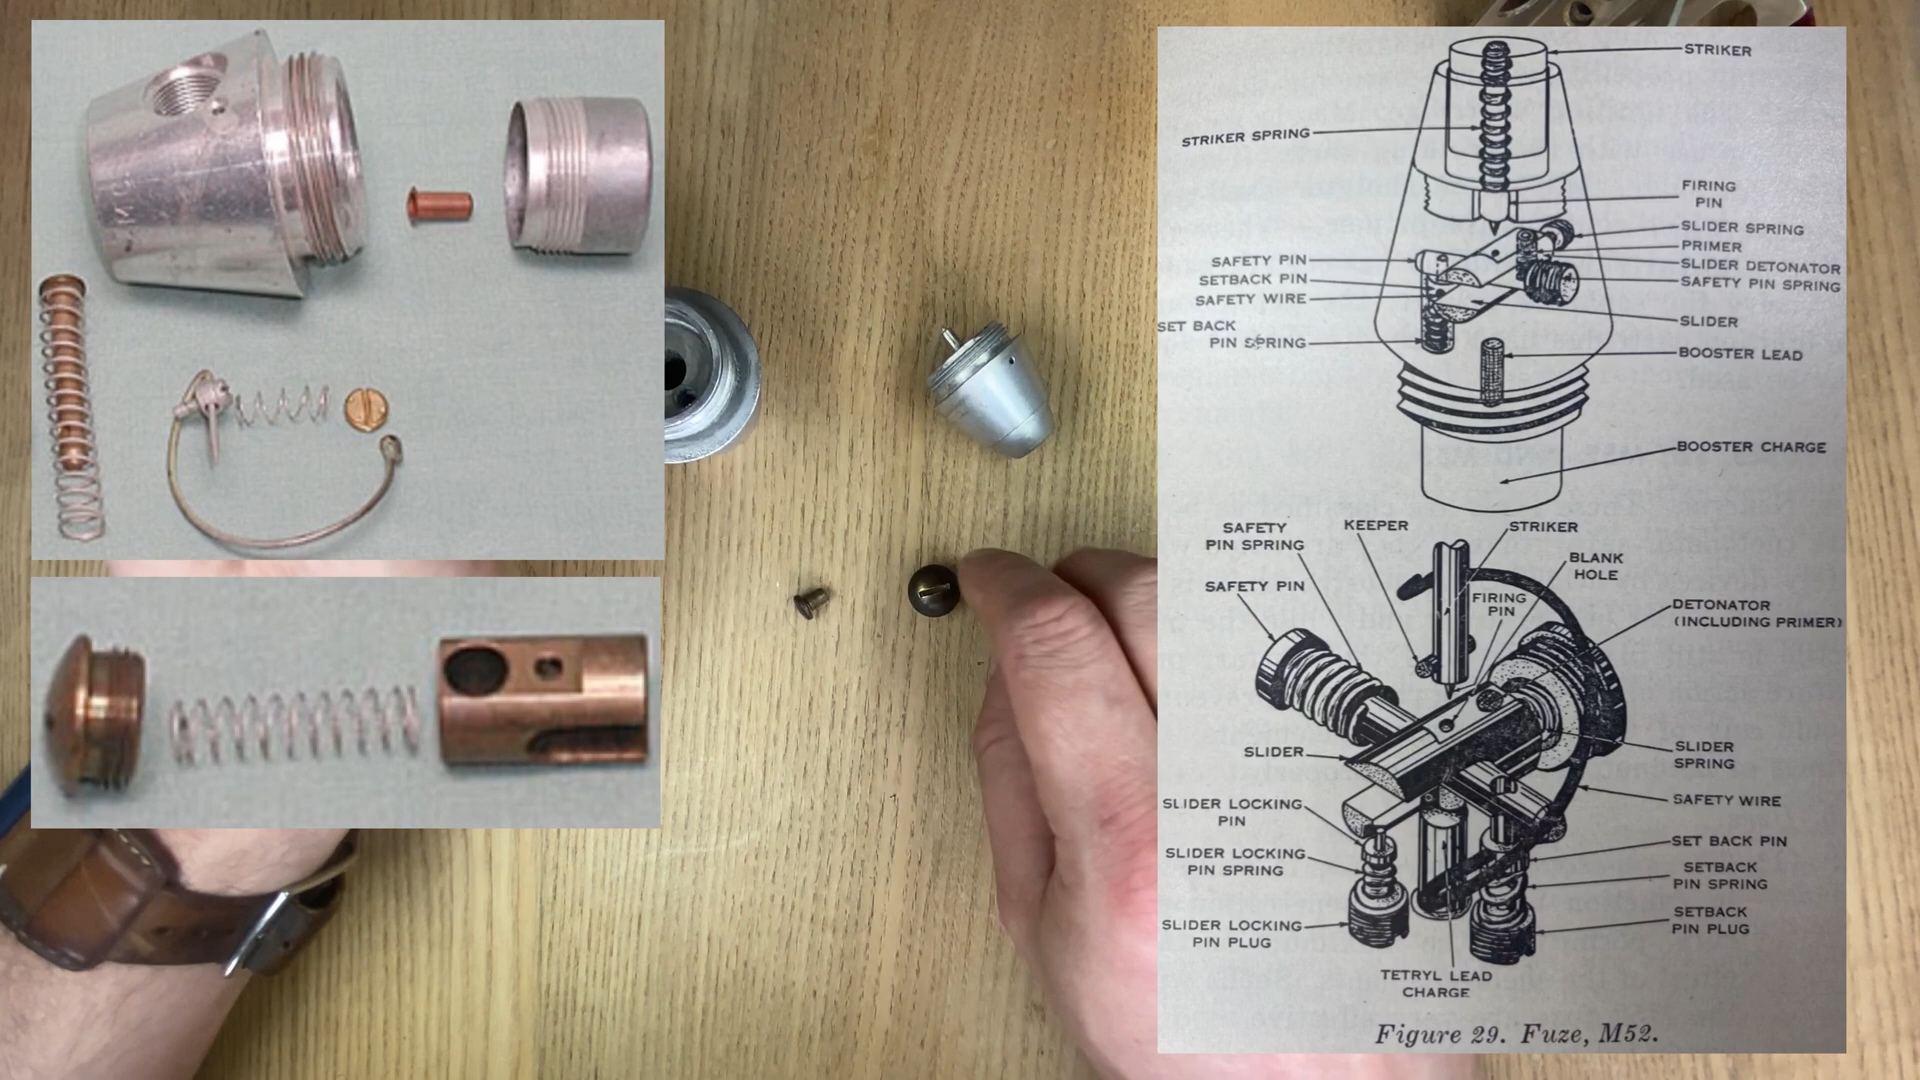 STRIKER
STRIKER SPRING
FIRING
PIN
SLIDER SPRING
PRIMER
SLIDER DETONATOR
SAFETY PIN SPRING
SAFETY PIN
SETBACK PIN
SAFETY WIRE
SET BACK
PIN SPRING
SLIDER
BOOSTER LEAD
BOOSTER CHARGE
SAFETY
PIN SPRING
KEEPER
STRIKER
BLANK
HOLE
SAFETY PIN
FIRING
PIN
DETONATOR
(INCLUDING PRIMER)
SLIDER
SLIDER
SPRING
SLIDER LOCKING
PIN
SAFETY WIRE
SLIDER LOCKING
PIN SPRING
SET BACK PIN
SETBACK
PIN SPRING
SLIDER LOCKING
PIN PLUG
SETBACK
PIN PLUG
TETRYL LEAD
CHARGE
Figure 29. Fuze, M52.